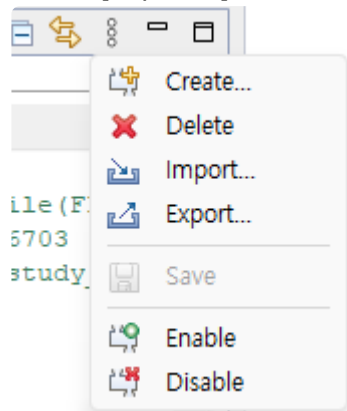 Create...
Delete
Import...
ile(F
Export...
6703
study_
Save
Enable
Disable